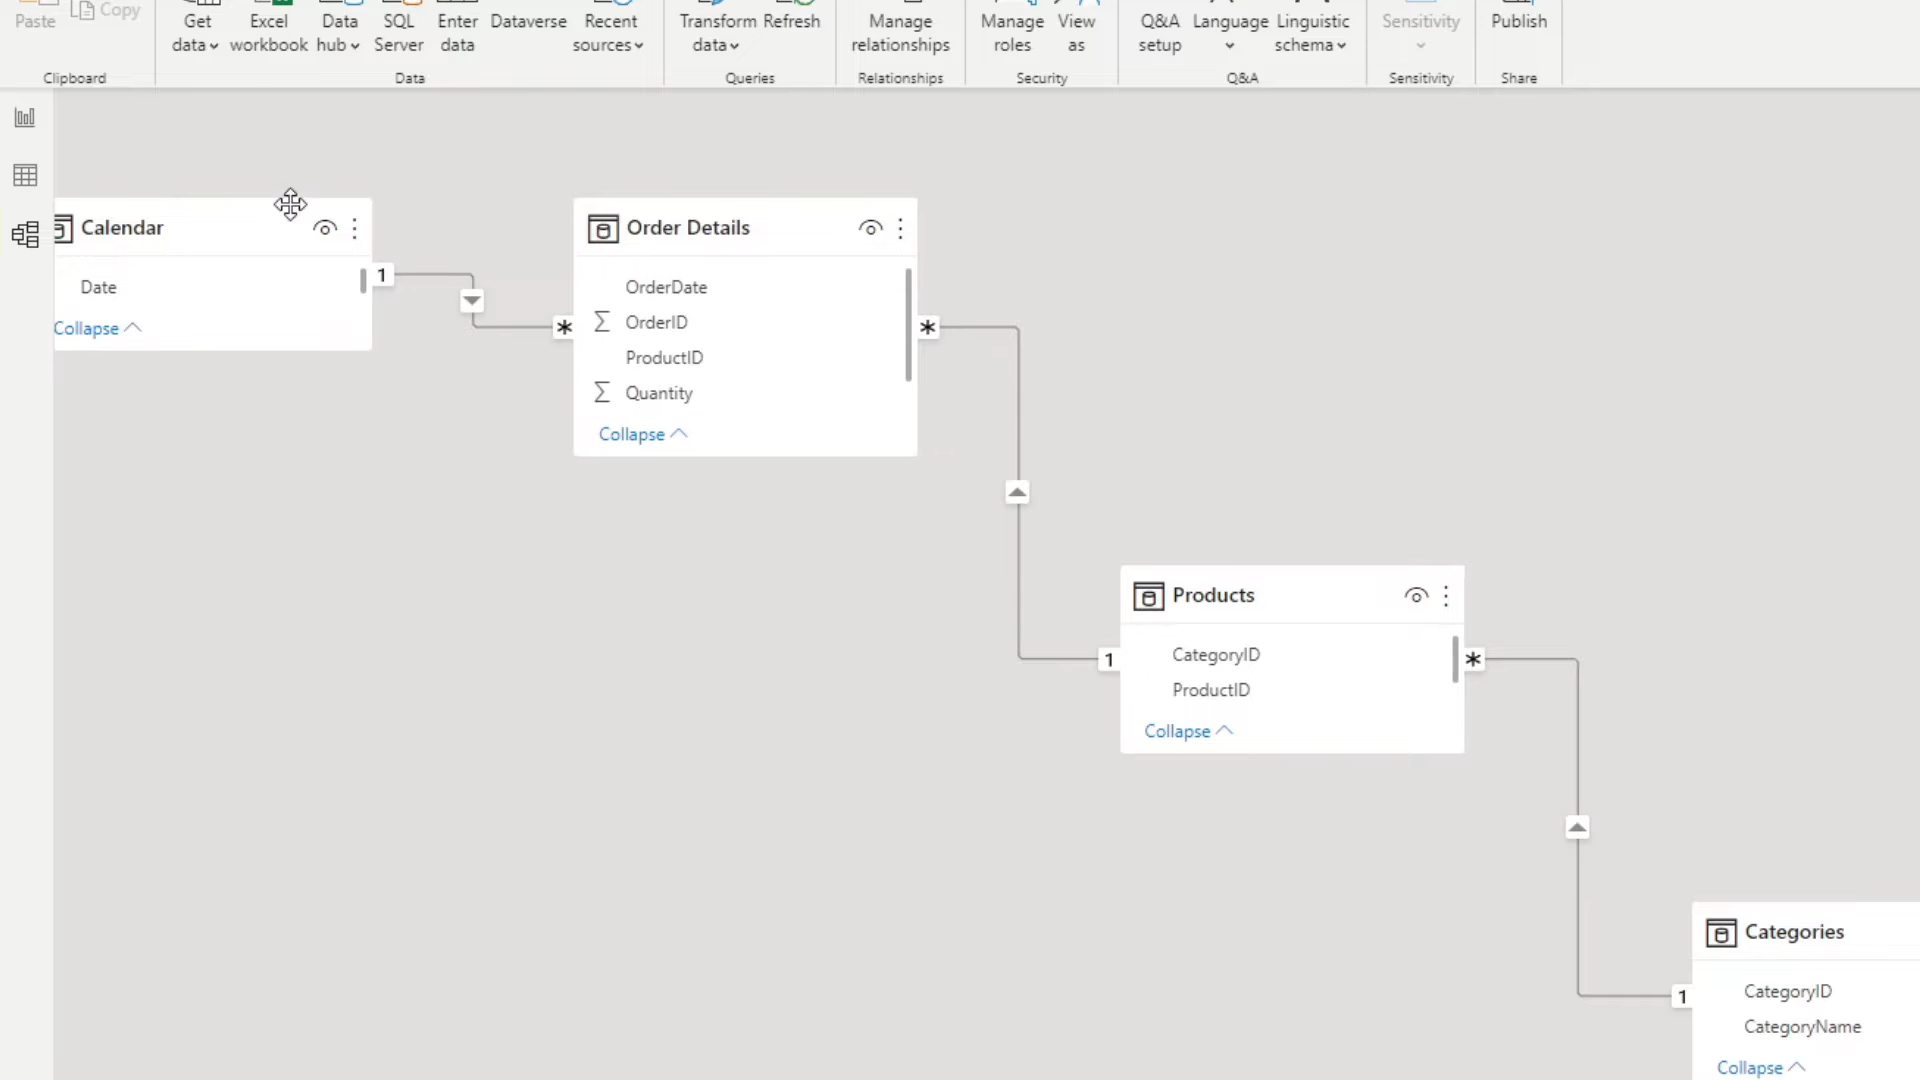 Paste
Copy
Get data
Excel workbook
Data hub
SQL Server
Enter data
Dataverse
Recent sources
Transform data
Refresh
Manage relationships
Manage roles
View as
Q&A setup
Language
Linguistic schema
Sensitivity
Publish
Clipboard
Data
Queries
Relationships
Security
Q&A
Sensitivity
Share
Calendar
Date
Collapse
1
*
Order Details
OrderDate
Σ OrderID
ProductID
Σ Quantity
Collapse
*
1
Products
CategoryID
ProductID
Collapse
*
1
Categories
CategoryID
CategoryName
Collapse